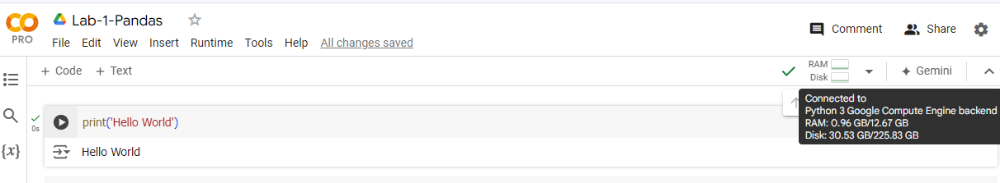 Lab-1-Pandas
PRO
File Edit View Insert Runtime Tools Help All changes saved
Comment Share
+ Code + Text
RAM
Disk
Gemini
Connected to
Python 3 Google Compute Engine backend
RAM: 0.96 GB/12.67 GB
Disk: 30.53 GB/225.83 GB
0s
print('Hello World')
Hello World
{x}